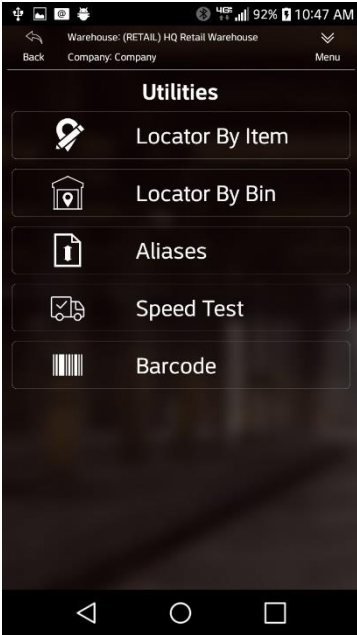 4G 92% 10:47 AM
Warehouse: (RETAIL) HQ Retail Warehouse
Back Company: Company Menu
Utilities
Locator By Item
Locator By Bin
Aliases
Speed Test
Barcode